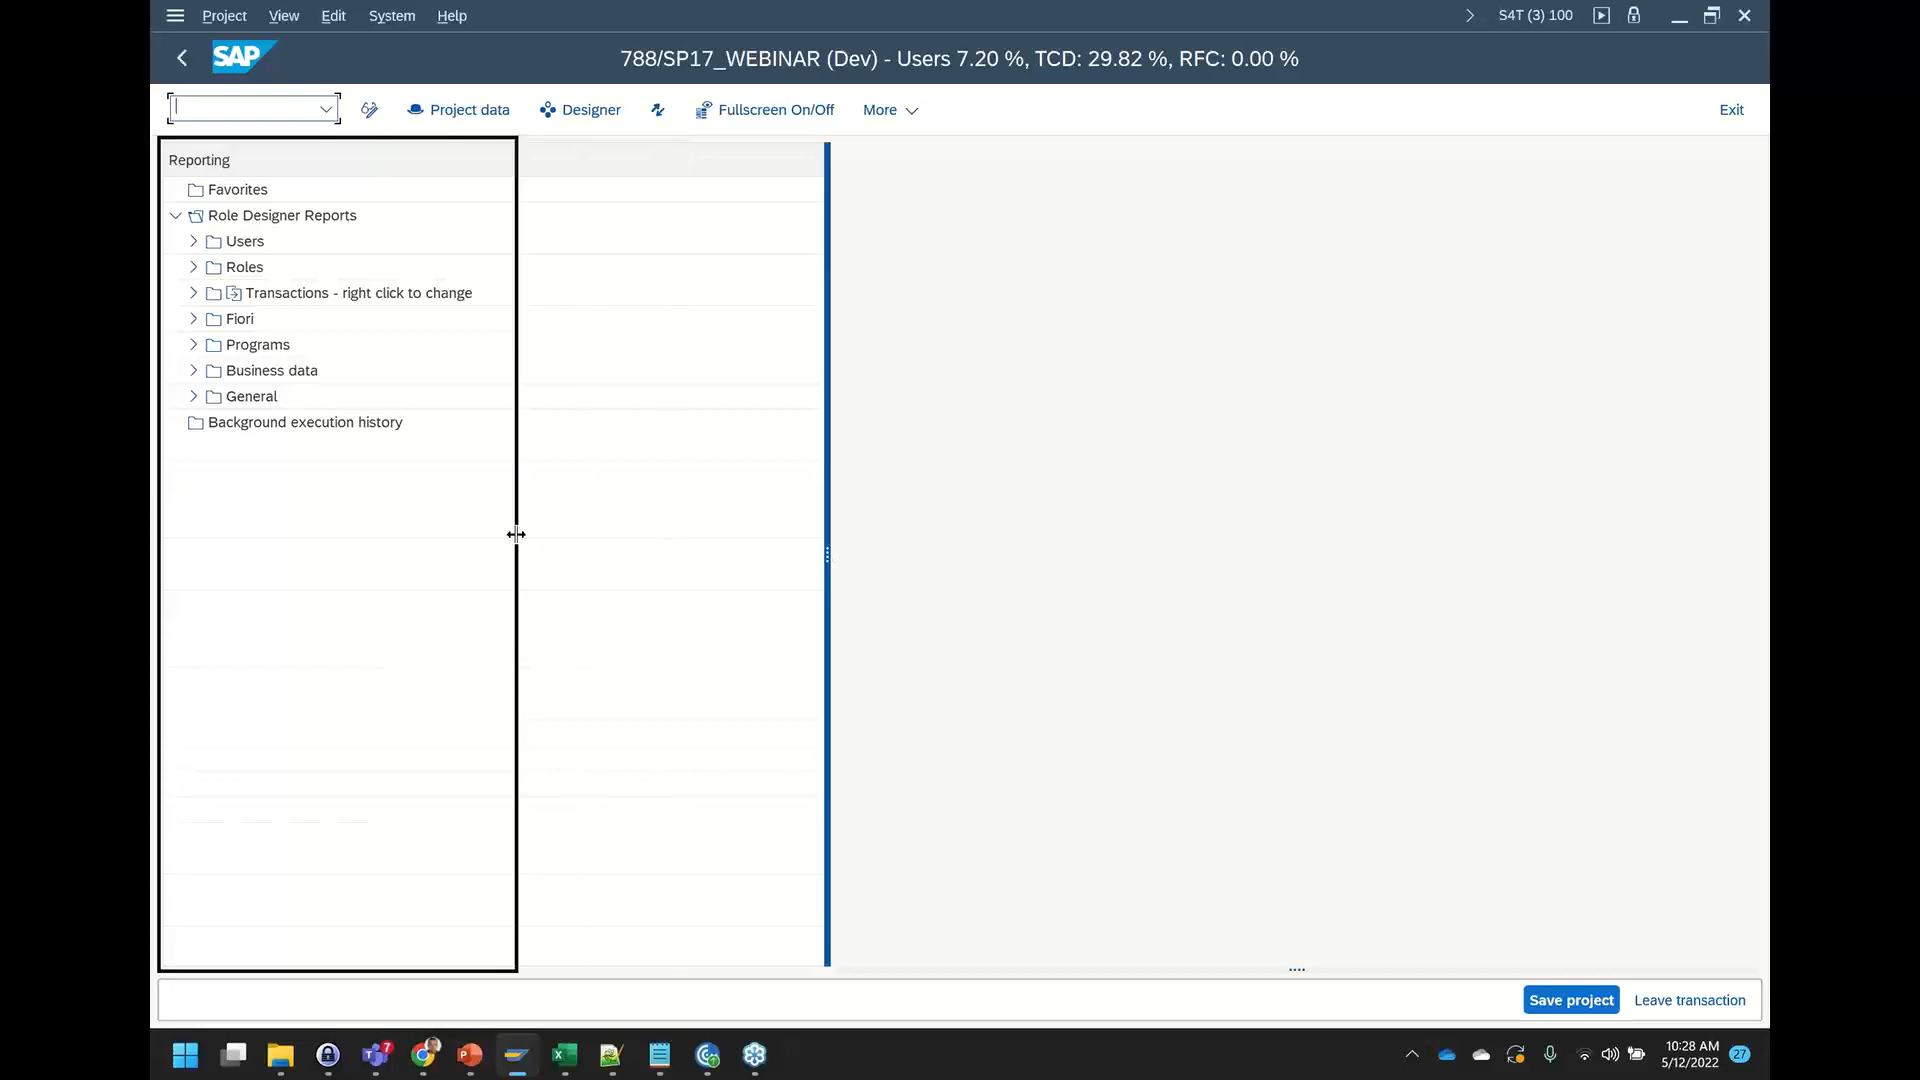 Project View Edit System Help S4T (3) 100
SAP 788/SP17_WEBINAR (Dev) - Users 7.20 %, TCD: 29.82 %, RFC: 0.00 %
Project data Designer Fullscreen On/Off More Exit
Reporting
Favorites
Role Designer Reports
Users
Roles
Transactions - right click to change
Fiori
Programs
Business data
General
Background execution history
Save project Leave transaction
7
10:28 AM
5/12/2022
27